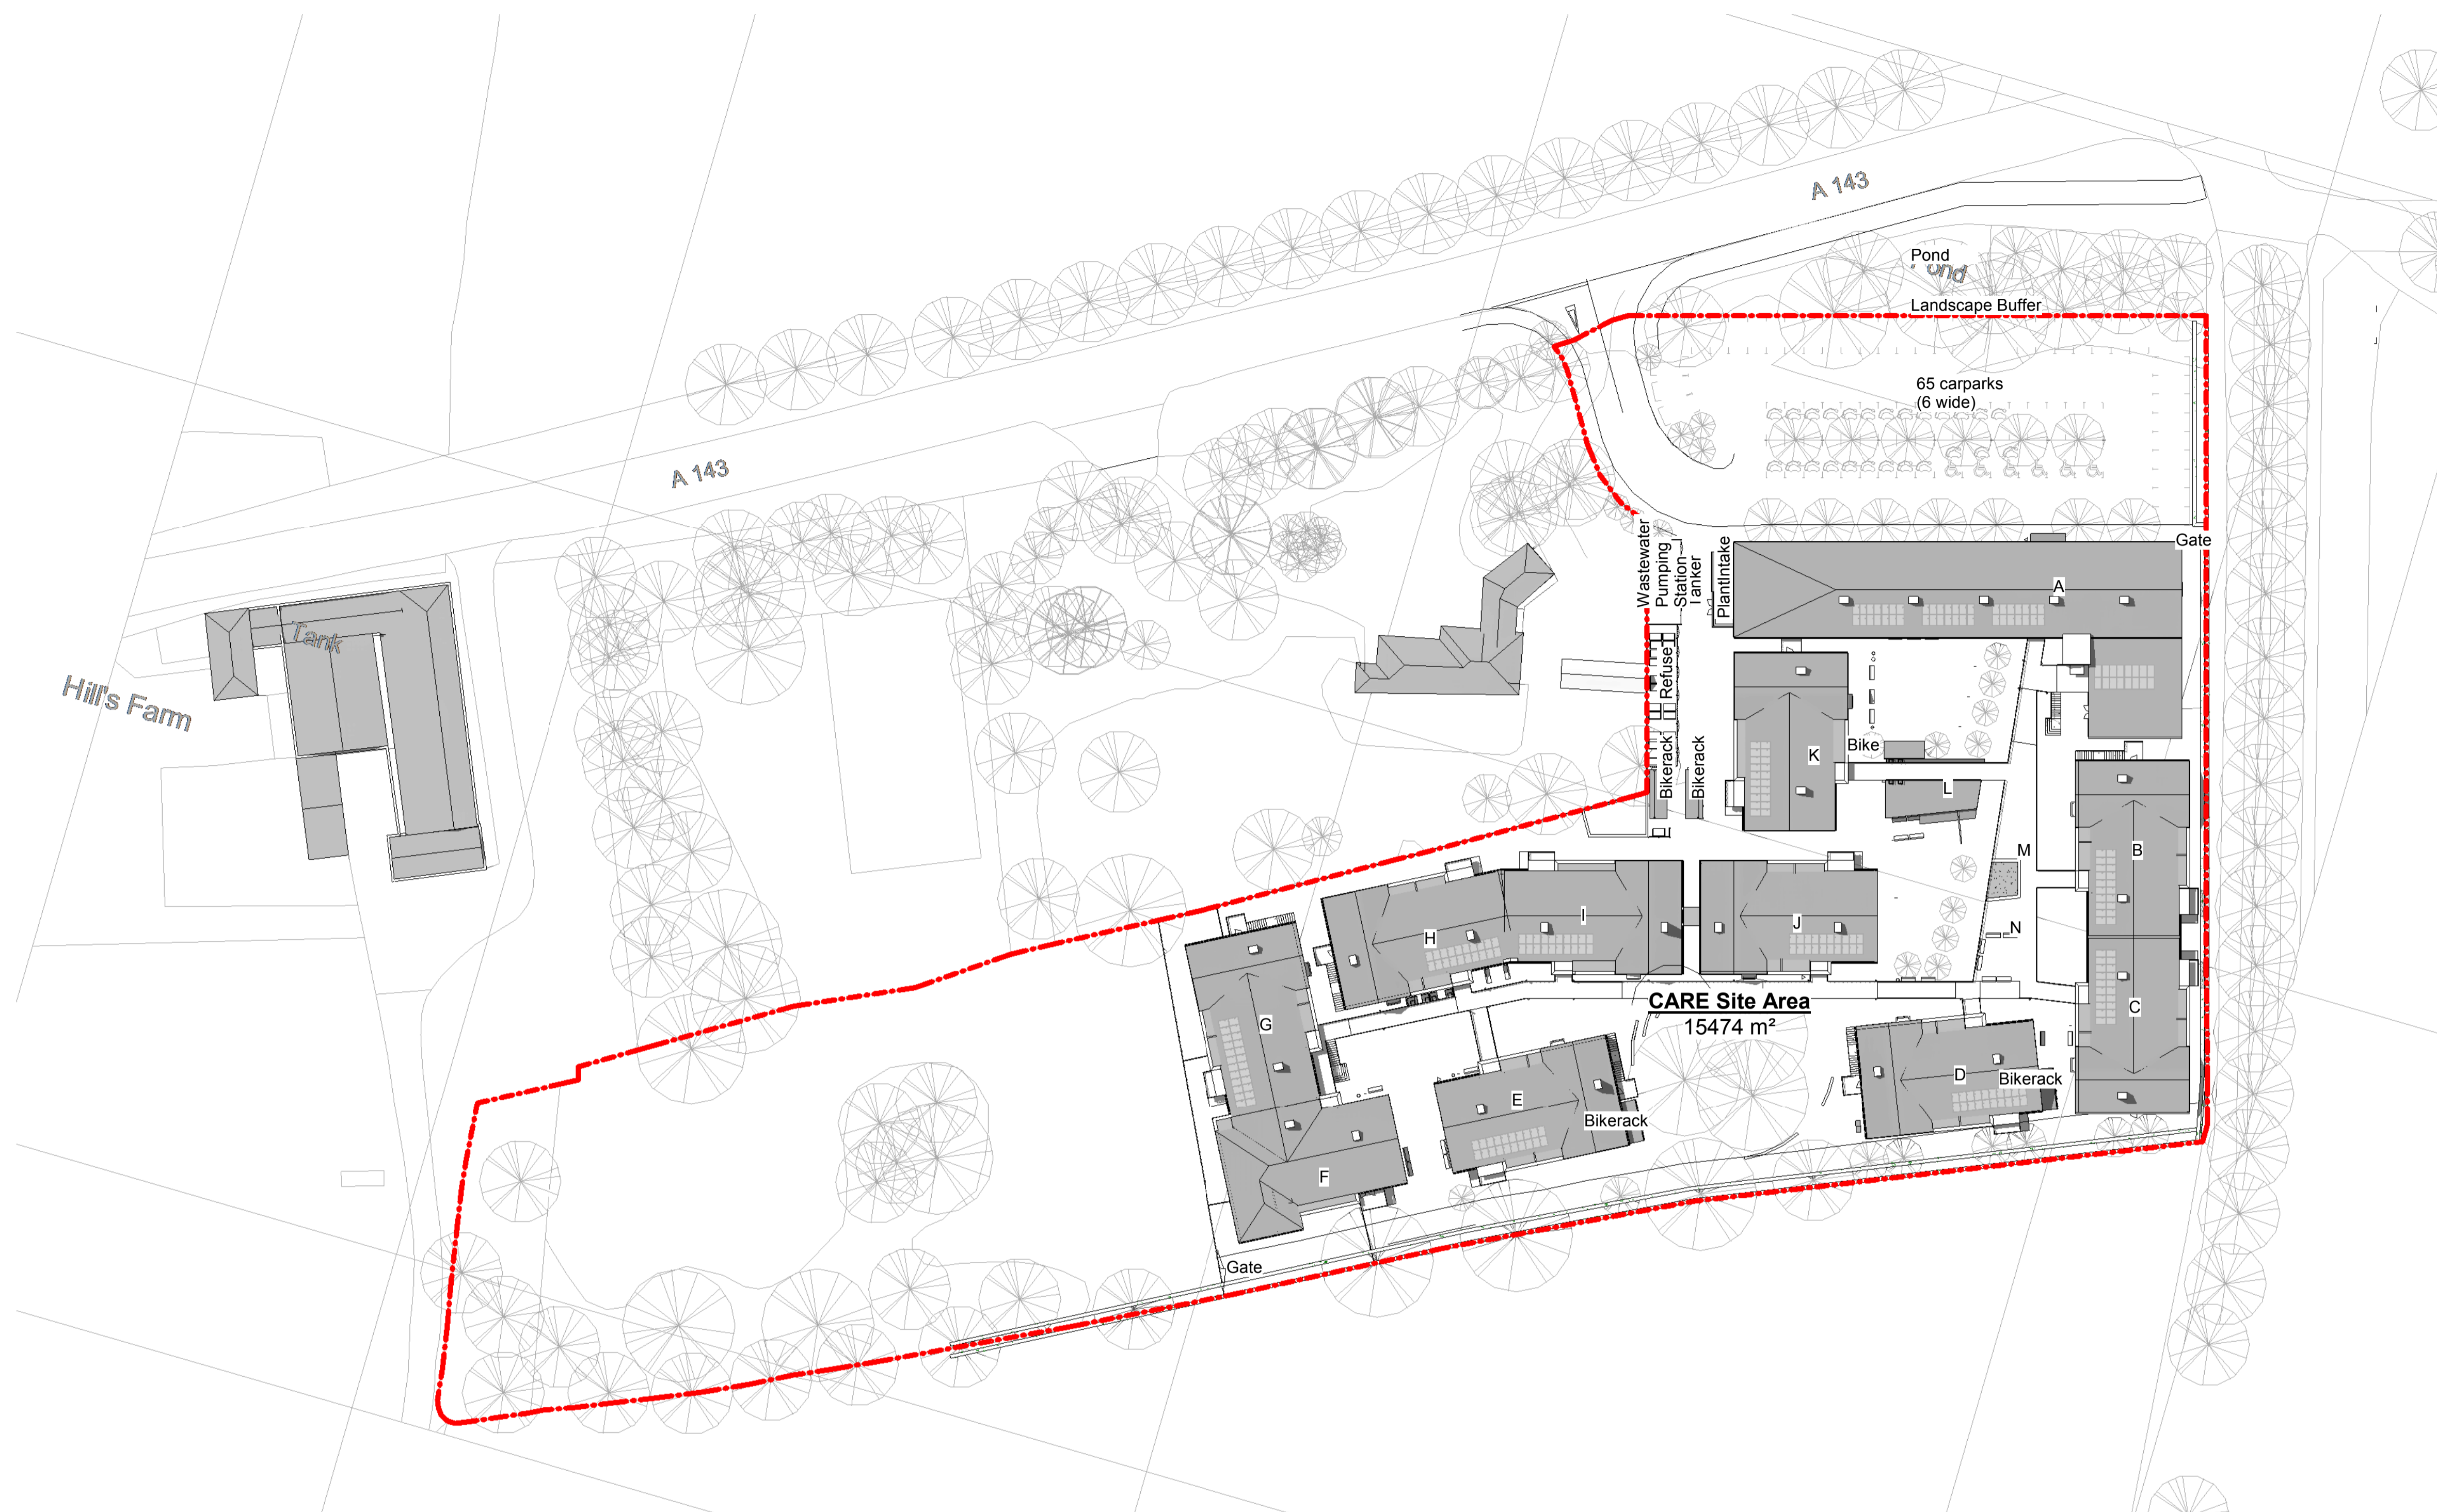 A 143
Pond
Pond
Landscape Buffer
65 carparks
(6 wide)
A 143
Gate
Wastewater
Pumping
Station
Tanker
PlantIntake
A
Tank
Hill's Farm
Refuse
Bikerack
Bikerack
K
Bike
L
M
B
N
I
J
H
CARE Site Area
15474 m²
C
G
D
Bikerack
E
Bikerack
F
Gate